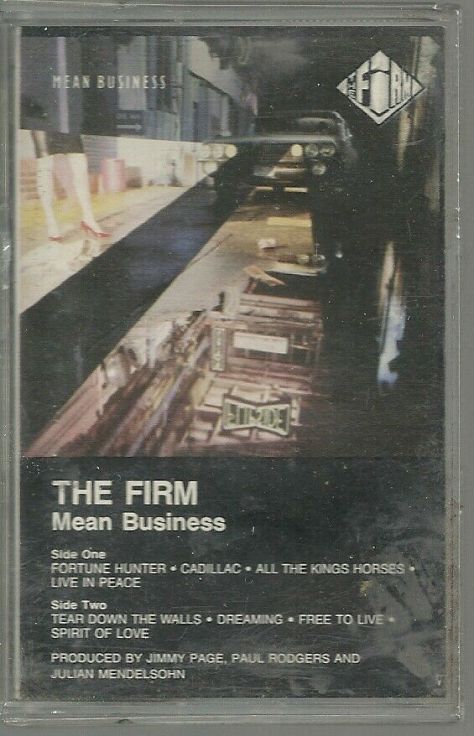 MEAN BUSINESS
THE FIRM
THE FIRM
Mean Business
Side One
FORTUNE HUNTER • CADILLAC • ALL THE KINGS HORSES •
LIVE IN PEACE
Side Two
TEAR DOWN THE WALLS • DREAMING • FREE TO LIVE •
SPIRIT OF LOVE
PRODUCED BY JIMMY PAGE, PAUL RODGERS AND
JULIAN MENDELSOHN